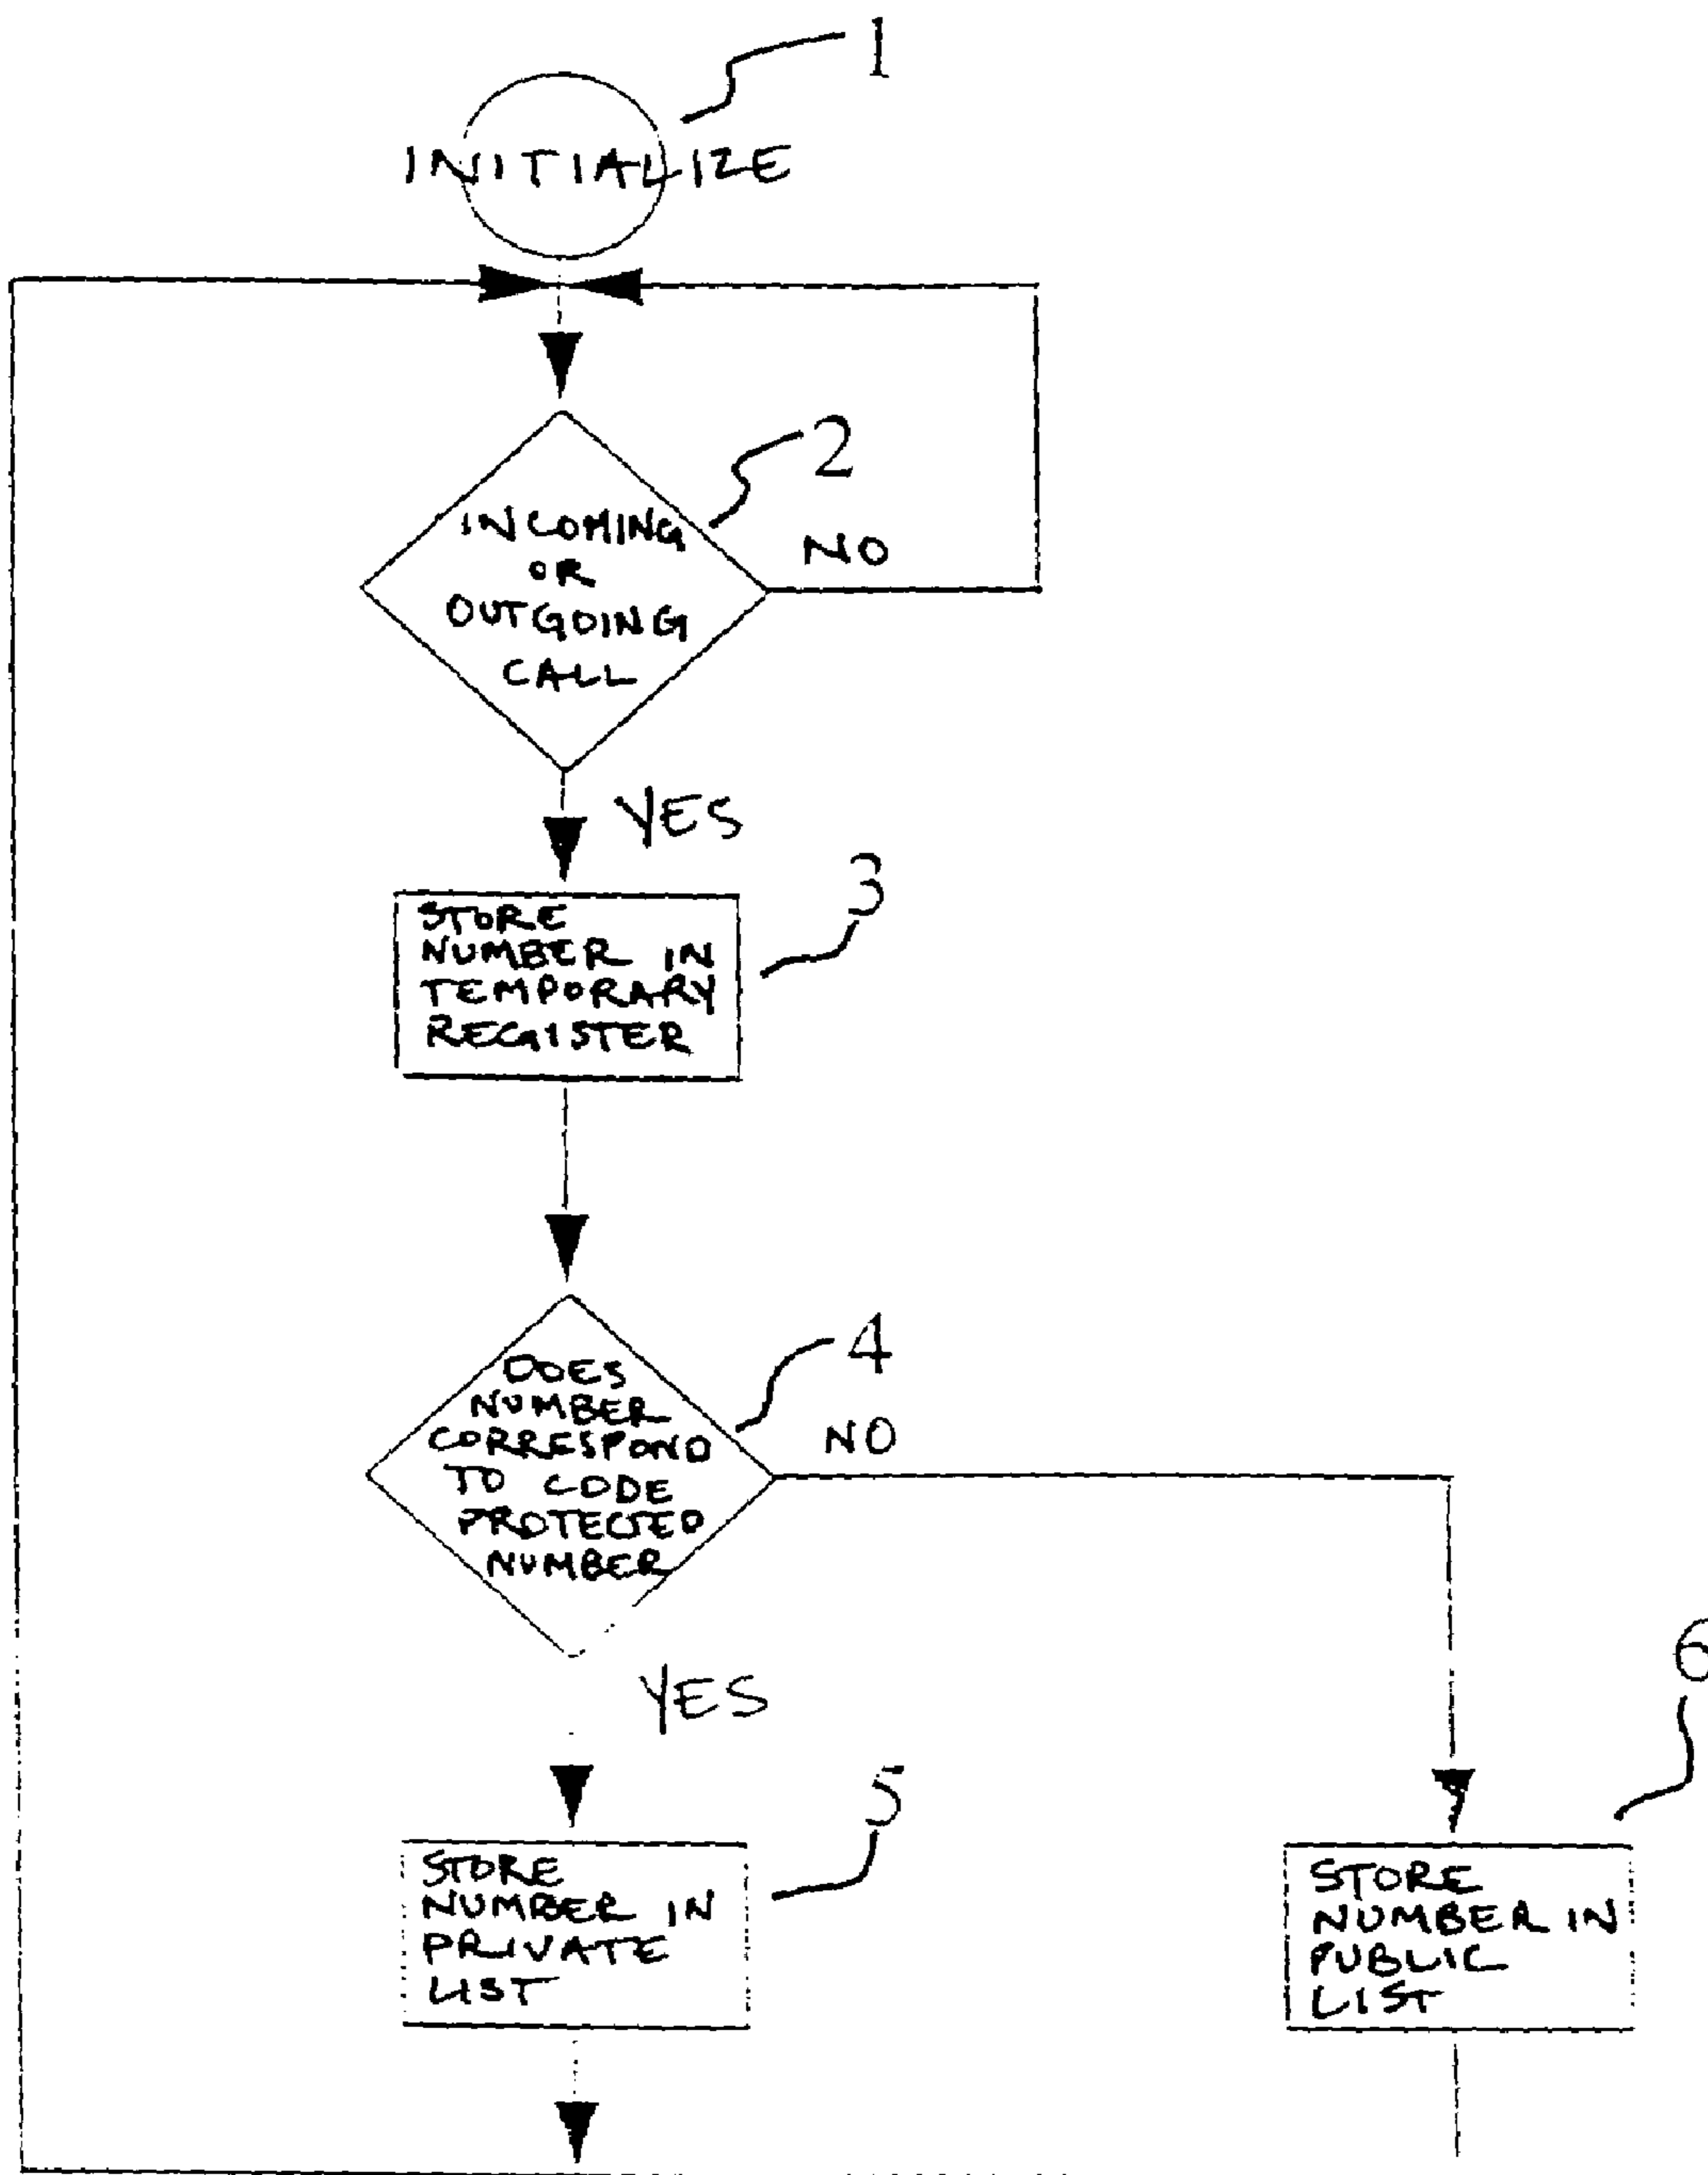 1
INITIALIZE
2
INCOMING
OR
OUTGOING
CALL
NO
YES
3
STORE
NUMBER IN
TEMPORARY
REGISTER
4
DOES
NUMBER
CORRESPOND
TO CODE
PROTECTED
NUMBER
NO
YES
5
STORE
NUMBER IN
PRIVATE
LIST
6
STORE
NUMBER IN
PUBLIC
LIST